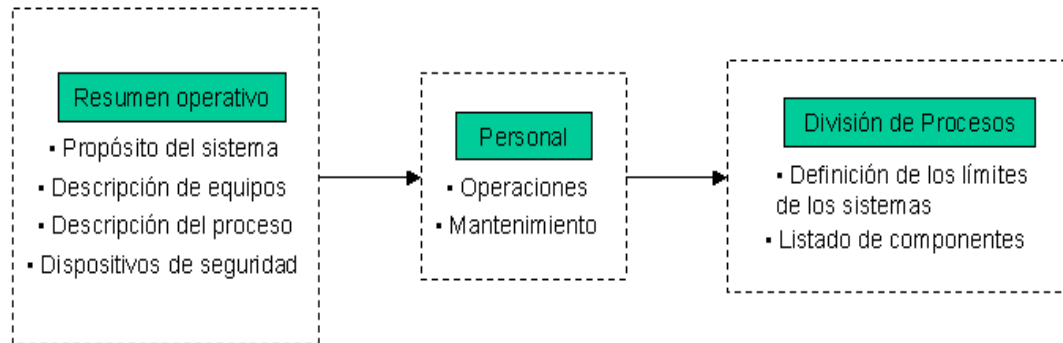 Resumen operativo
▪ Propósito del sistema
▪ Descripción de equipos
▪ Descripción del proceso
▪ Dispositivos de seguridad
Personal
▪ Operaciones
▪ Mantenimiento
División de Procesos
▪ Definición de los límites
de los sistemas
▪ Listado de componentes